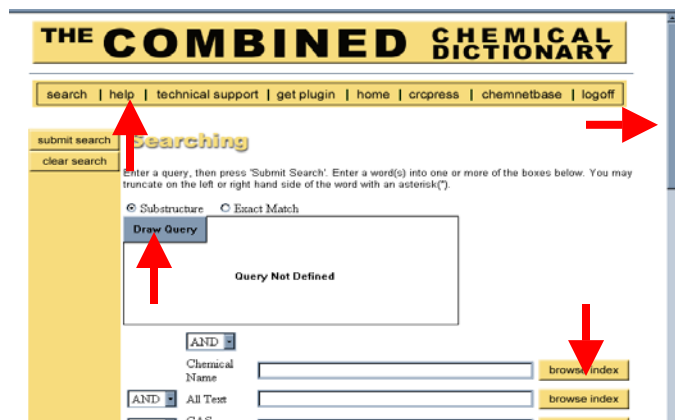 THE COMBINED CHEMICAL DICTIONARY
search | help | technical support | get plugin | home | crcpress | chemnetbase | logoff
submit search
clear search
Searching
Enter a query, then press 'Submit Search'. Enter a word(s) into one or more of the boxes below. You may
truncate on the left or right hand side of the word with an asterisk(*).
Substructure Exact Match
Draw Query
Query Not Defined
AND
Chemical
Name
browse index
AND All Text browse index
CAS